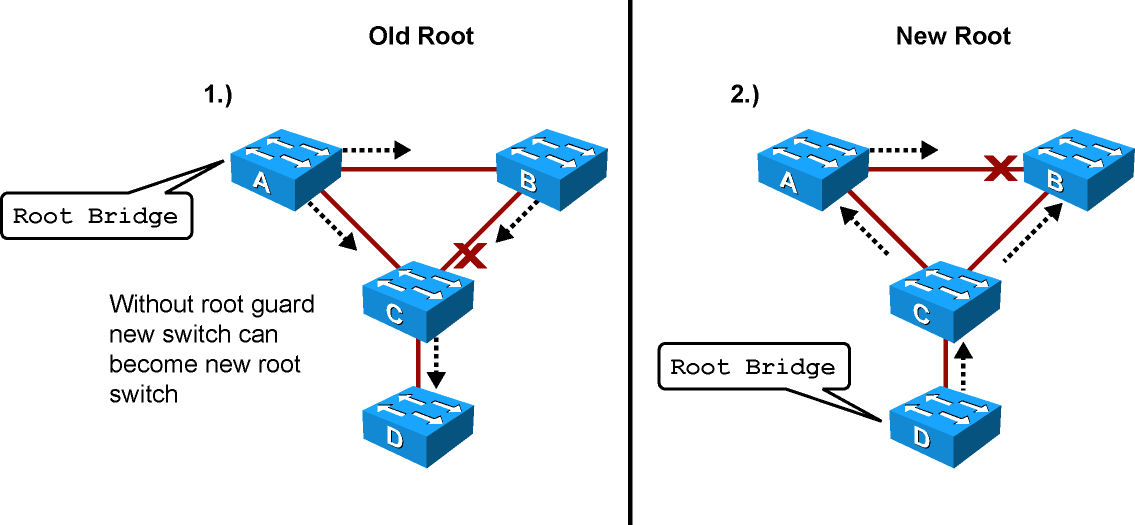 Old Root
1.)
A
B
Root Bridge
C
Without root guard
new switch can
become new root
switch
D
New Root
2.)
A
B
C
Root Bridge
D